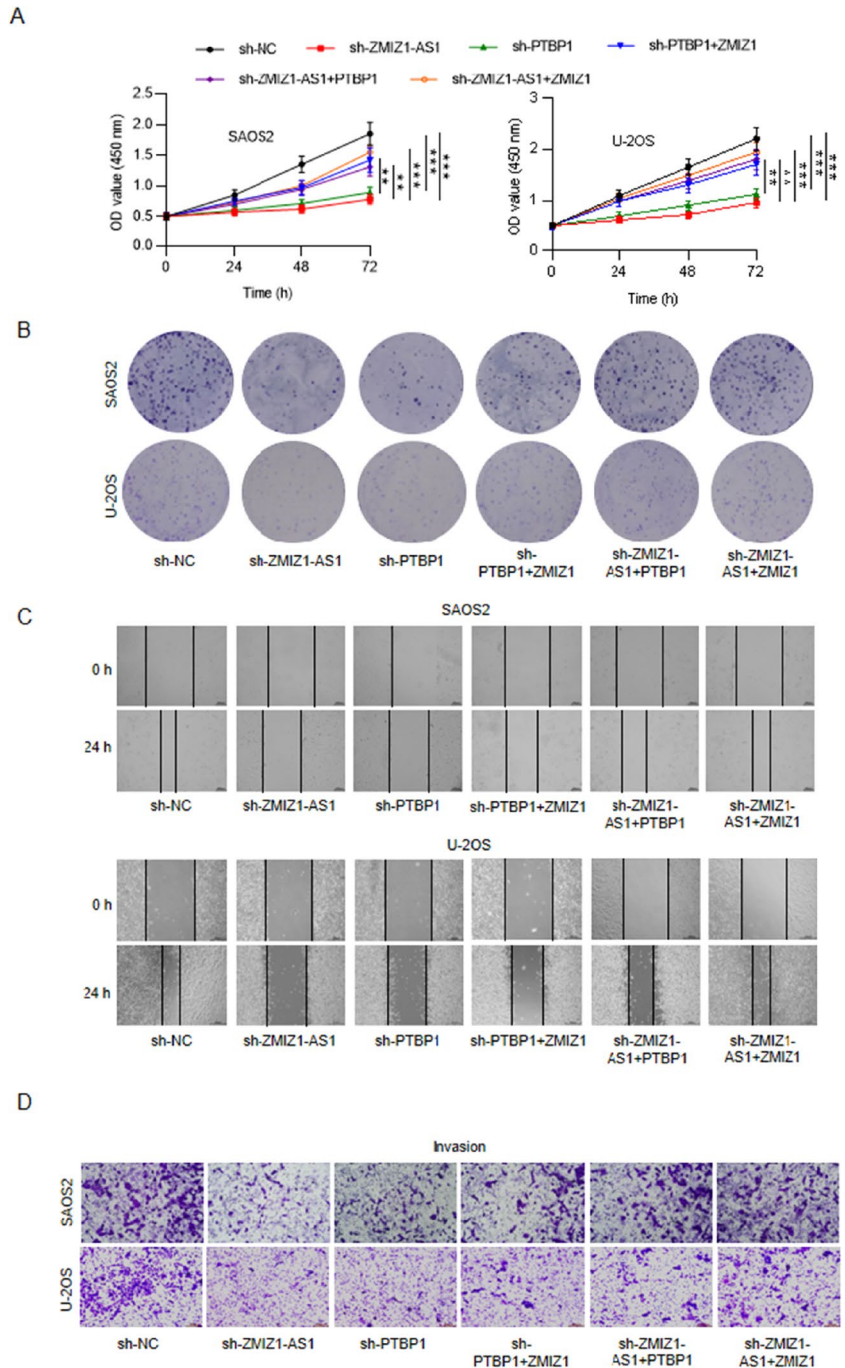 A
sh-NC
sh-ZMIZ1-AS1
sh-PTBP1
sh-PTBP1+ZMIZ1
sh-ZMIZ1-AS1+PTBP1
sh-ZMIZ1-AS1+ZMIZ1
SAOS2
OD value (450 nm)
2.5
2.0
1.5
1.0
0.5
0.0
0
24
48
72
Time (h)
**
**
***
***
***
U-2OS
OD value (450 nm)
3
2
1
0
0
24
48
72
Time (h)
**
***
***
***
B
SAOS2
U-2OS
sh-NC
sh-ZMIZ1-AS1
sh-PTBP1
sh-
PTBP1+ZMIZ1
sh-ZMIZ1-
AS1+PTBP1
sh-ZMIZ1-
AS1+ZMIZ1
C
SAOS2
0 h
24 h
sh-NC
sh-ZMIZ1-AS1
sh-PTBP1
sh-PTBP1+ZMIZ1
sh-ZMIZ1-
AS1+PTBP1
sh-ZMIZ1-
AS1+ZMIZ1
U-2OS
0 h
24 h
sh-NC
sh-ZMIZ1-AS1
sh-PTBP1
sh-PTBP1+ZMIZ1
sh-ZMIZ1-
AS1+PTBP1
sh-ZMIZ1-
AS1+ZMIZ1
D
Invasion
SAOS2
U-2OS
sh-NC
sh-ZMIZ1-AS1
sh-PTBP1
sh-
PTBP1+ZMIZ1
sh-ZMIZ1-
AS1+PTBP1
sh-ZMIZ1-
AS1+ZMIZ1